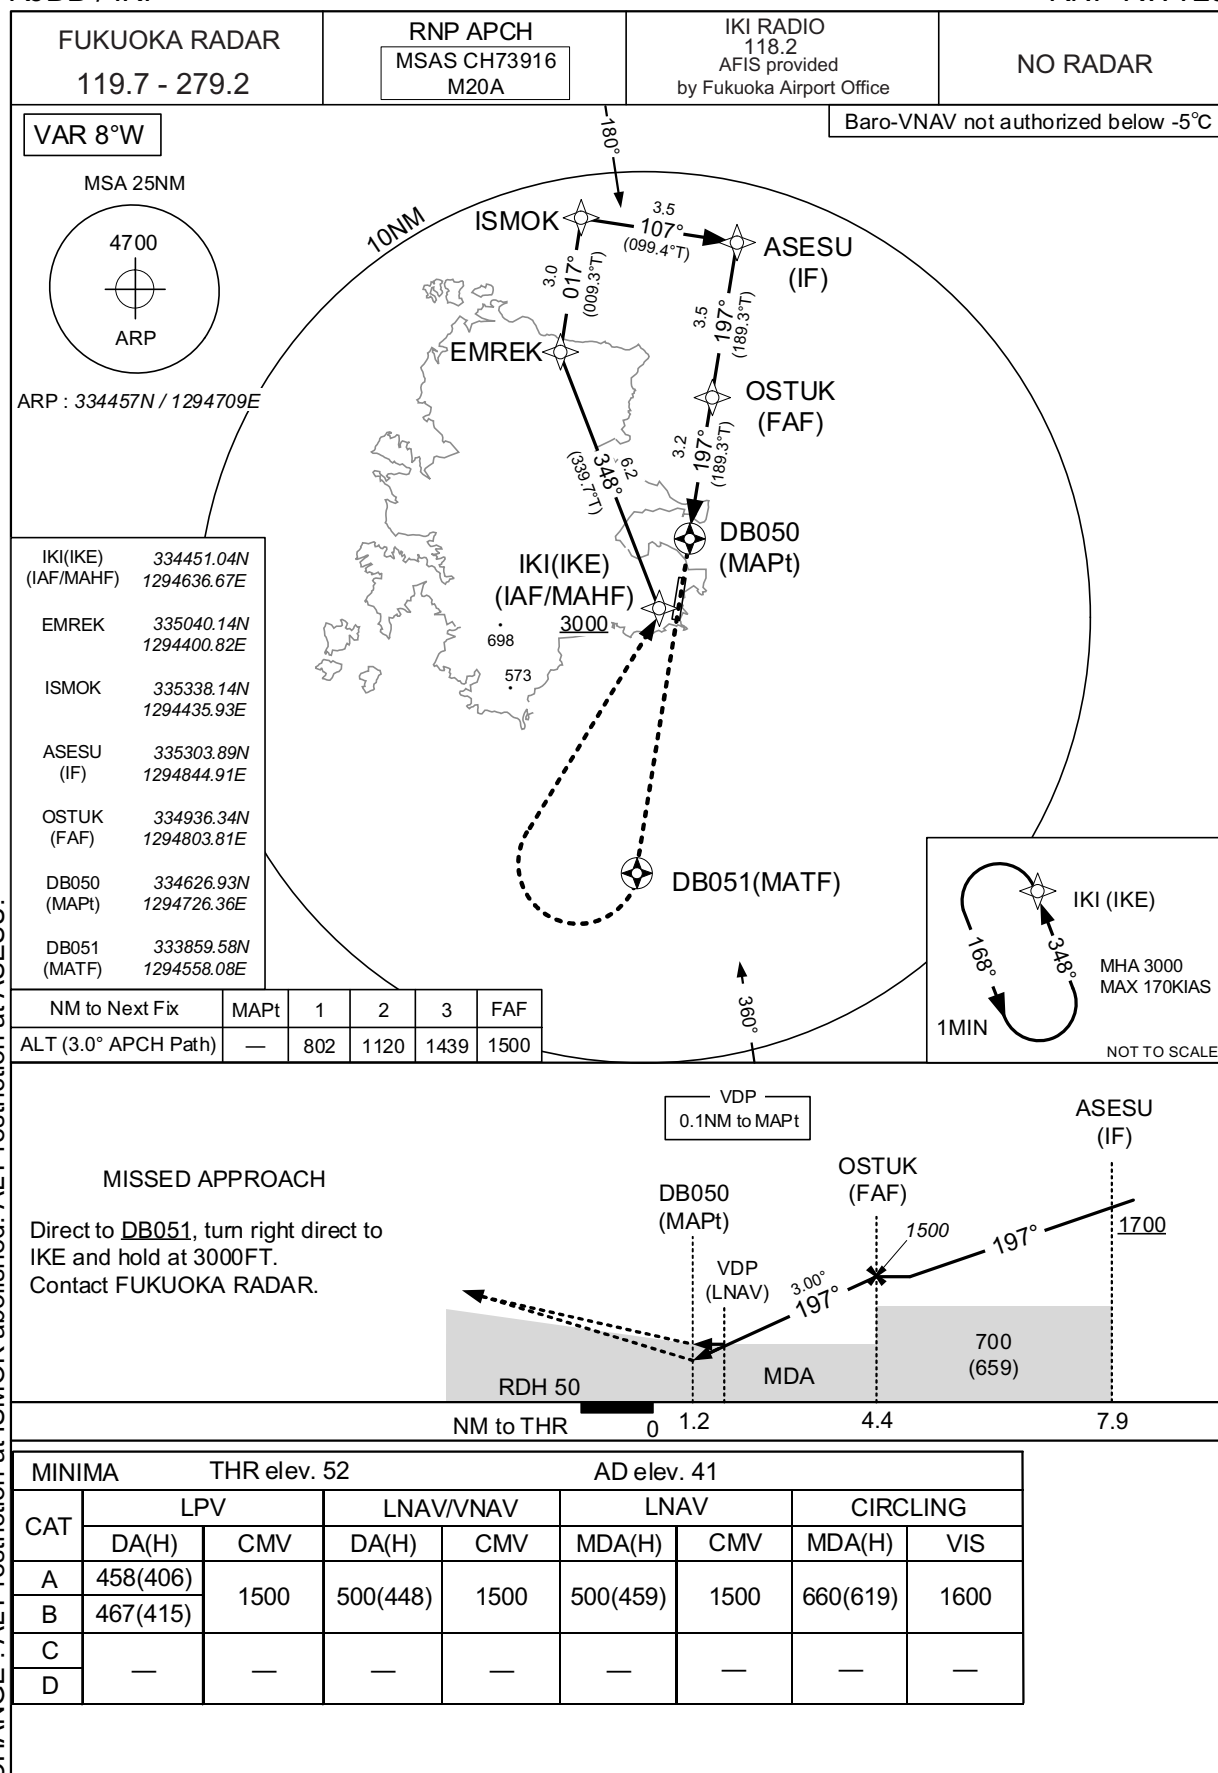 FUKUOKA RADAR
119.7 - 279.2
RNP APCH
MSAS CH73916
M20A
IKI RADIO
118.2
AFIS provided
by Fukuoka Airport Office
NO RADAR
VAR 8°W
Baro-VNAV not authorized below -5°C
MSA 25NM
4700
ARP
ARP : 334457N / 1294709E
10NM
180°
ISMOK
3.5
107°
(099.4°T)
ASESU
(IF)
3.0
017°
(009.3°T)
3.5
197°
(189.3°T)
EMREK
OSTUK
(FAF)
3.2
197°
(189.3°T)
6.2
348°
(339.7°T)
DB050
(MAPt)
IKI(IKE)
(IAF/MAHF)
3000
698
573
DB051(MATF)
360°
IKI(IKE) 334451.04N
(IAF/MAHF) 1294636.67E
EMREK 335040.14N
1294400.82E
ISMOK 335338.14N
1294435.93E
ASESU 335303.89N
(IF) 1294844.91E
OSTUK 334936.34N
(FAF) 1294803.81E
DB050 334626.93N
(MAPt) 1294726.36E
DB051 333859.58N
(MATF) 1294558.08E
IKI (IKE)
168°
348°
MHA 3000
MAX 170KIAS
1MIN
NOT TO SCALE
NM to Next Fix MAPt 1 2 3 FAF
ALT (3.0° APCH Path) — 802 1120 1439 1500
VDP
0.1NM to MAPt
ASESU
(IF)
MISSED APPROACH
Direct to DB051, turn right direct to
IKE and hold at 3000FT.
Contact FUKUOKA RADAR.
DB050
(MAPt)
OSTUK
(FAF)
1500
197°
1700
VDP
(LNAV)
3.00°
197°
700
(659)
MDA
RDH 50
NM to THR 0 1.2 4.4 7.9
MINIMA THR elev. 52 AD elev. 41
CAT LPV LNAV/VNAV LNAV CIRCLING
DA(H) CMV DA(H) CMV MDA(H) CMV MDA(H) VIS
A 458(406) 1500 500(448) 1500 500(459) 1500 660(619) 1600
B 467(415)
C — — — — — — — —
D